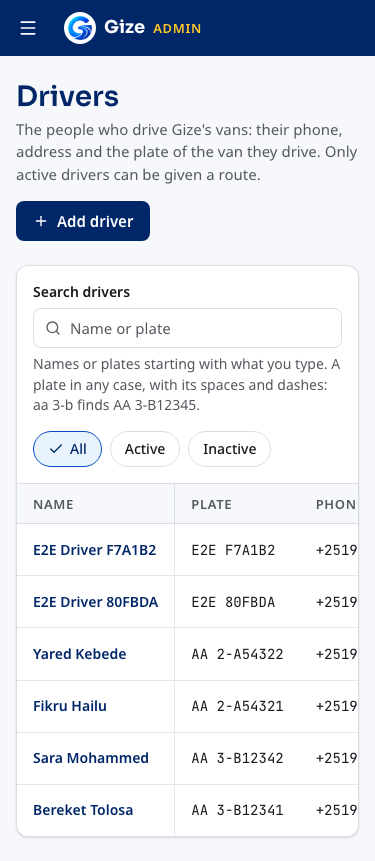 Gize ADMIN
Drivers
The people who drive Gize's vans: their phone,
address and the plate of the van they drive. Only
active drivers can be given a route.
+ Add driver
Search drivers
Name or plate
Names or plates starting with what you type. A
plate in any case, with its spaces and dashes:
aa 3-b finds AA 3-B12345.
All Active Inactive
NAME PLATE PHON
E2E Driver F7A1B2 E2E F7A1B2 +2519
E2E Driver 80FBDA E2E 80FBDA +2519
Yared Kebede AA 2-A54322 +2519
Fikru Hailu AA 2-A54321 +2519
Sara Mohammed AA 3-B12342 +2519
Bereket Tolosa AA 3-B12341 +2519